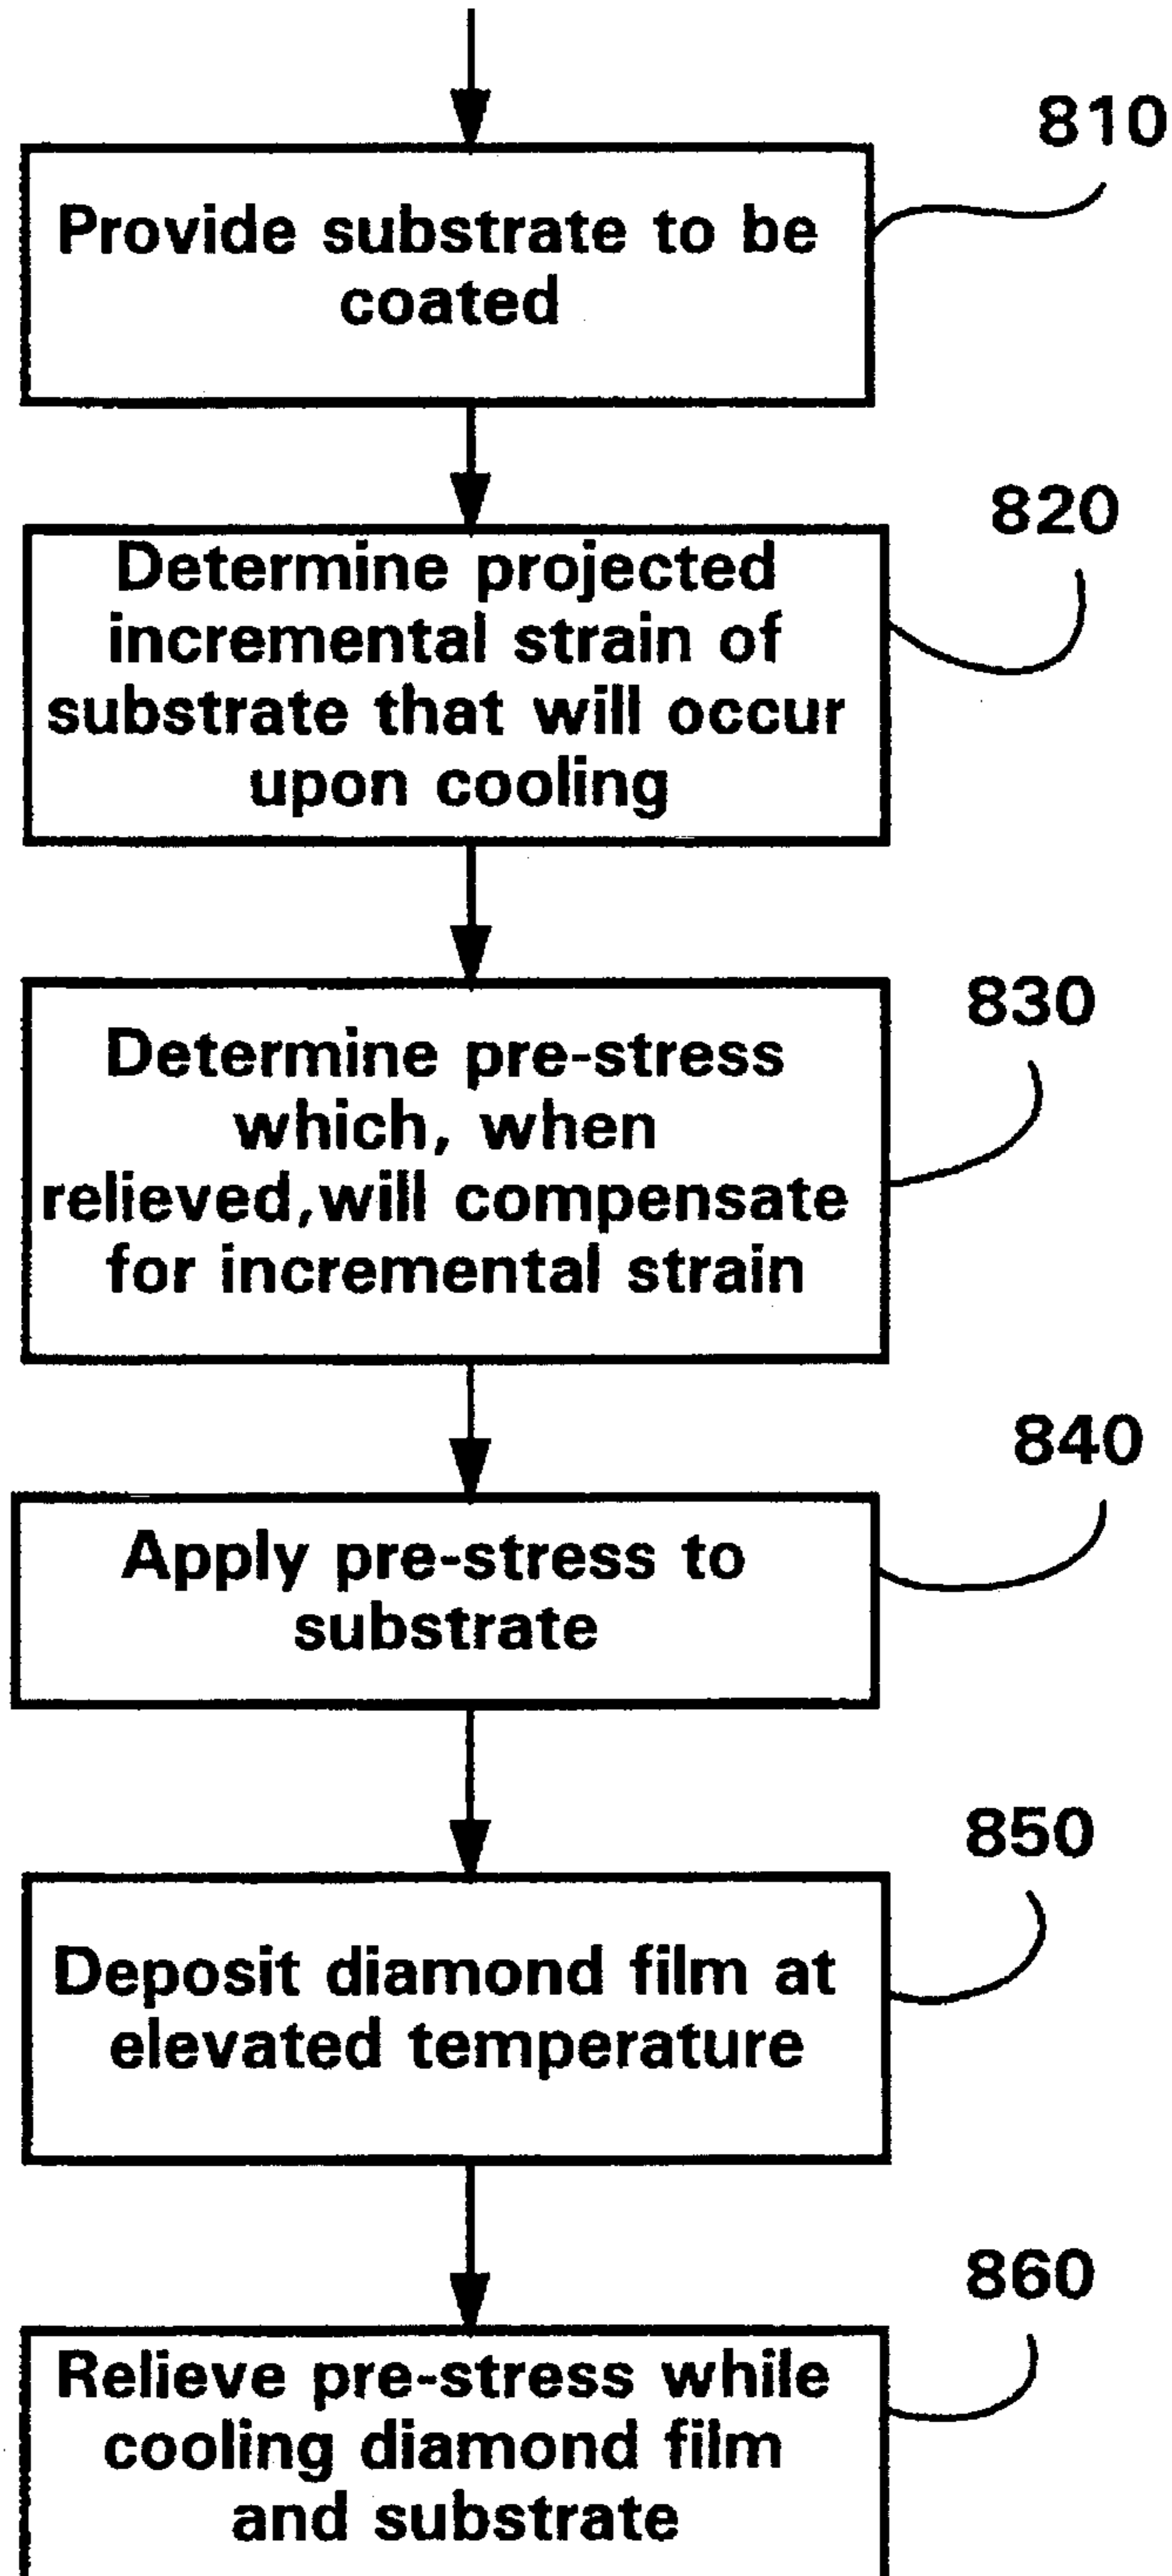 810
Provide substrate to be
coated
820
Determine projected
incremental strain of
substrate that will occur
upon cooling
830
Determine pre-stress
which, when
relieved,will compensate
for incremental strain
840
Apply pre-stress to
substrate
850
Deposit diamond film at
elevated temperature
860
Relieve pre-stress while
cooling diamond film
and substrate